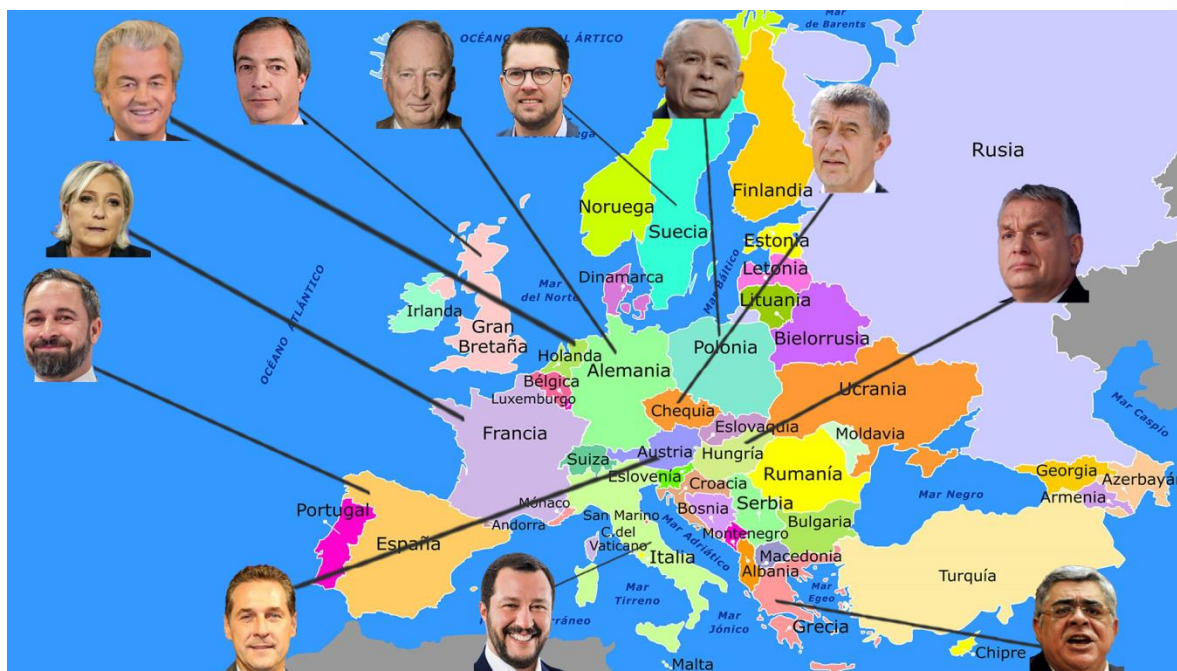 Mar
de Barents
OCÉANO
ÁRTICO
Rusia
Noruega
Finlandia
Suecia
Estonia
Letonia
Lituania
Mar Báltico
Dinamarca
Mar
del Norte
OCÉANO ATLÁNTICO
Irlanda
Gran
Bretaña
Bielorrusia
Holanda
Polonia
Alemania
Bélgica
Luxemburgo
Ucrania
Chequia
Eslovaquia
Moldavia
Mar Caspio
Francia
Austria
Hungría
Suiza
Eslovenía
Rumanía
Croacia
Georgia
Azerbayán
Armenia
Mar Negro
Mónaco
Andorra
San Marino
C.del
Vaticano
Bosnia
Serbia
Bulgaria
Montenegro
Mar Adriático
Portugal
España
Italia
Macedonia
Albania
Turquía
Mar
Tirreno
Mar
Egeo
Mar
Jónico
Grecia
Chipre
Malta